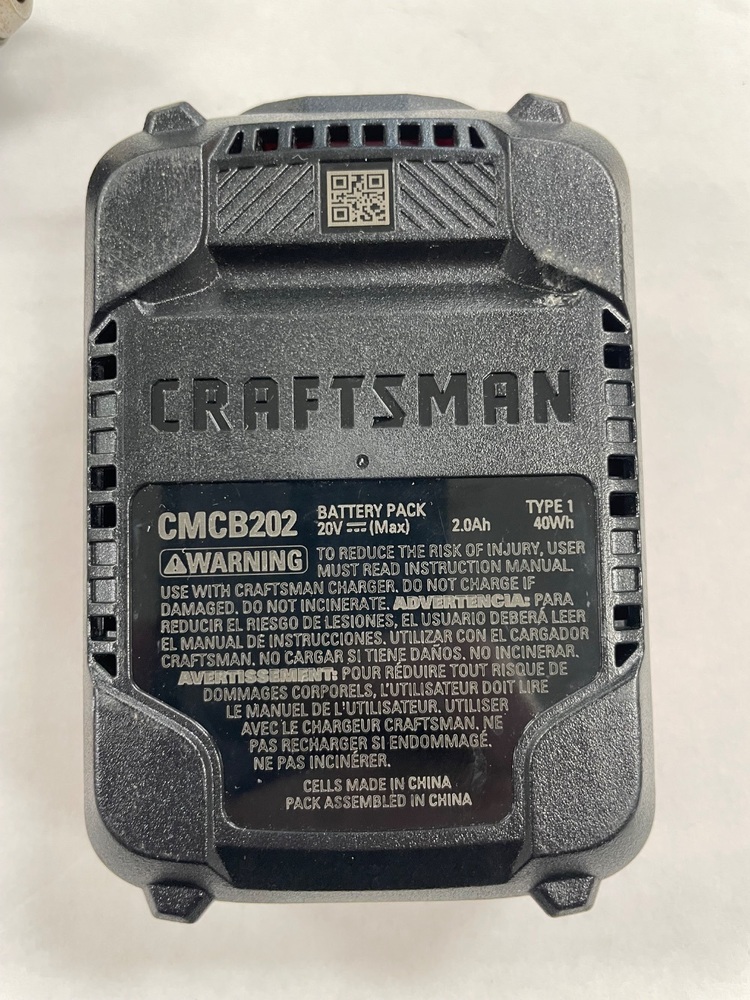 CRAFTSMAN
CMCB202 BATTERY PACK 20V ⎓ (Max) 2.0Ah TYPE 1 40Wh
⚠WARNING TO REDUCE THE RISK OF INJURY, USER
MUST READ INSTRUCTION MANUAL.
USE WITH CRAFTSMAN CHARGER. DO NOT CHARGE IF
DAMAGED. DO NOT INCINERATE. ADVERTENCIA: PARA
REDUCIR EL RIESGO DE LESIONES, EL USUARIO DEBERÁ LEER
EL MANUAL DE INSTRUCCIONES. UTILIZAR CON EL CARGADOR
CRAFTSMAN. NO CARGAR SI TIENE DAÑOS. NO INCINERAR.
AVERTISSEMENT: POUR RÉDUIRE TOUT RISQUE DE
DOMMAGES CORPORELS, L'UTILISATEUR DOIT LIRE
LE MANUEL DE L'UTILISATEUR. UTILISER
AVEC LE CHARGEUR CRAFTSMAN. NE
PAS RECHARGER SI ENDOMMAGÉ.
NE PAS INCINÉRER.
CELLS MADE IN CHINA
PACK ASSEMBLED IN CHINA